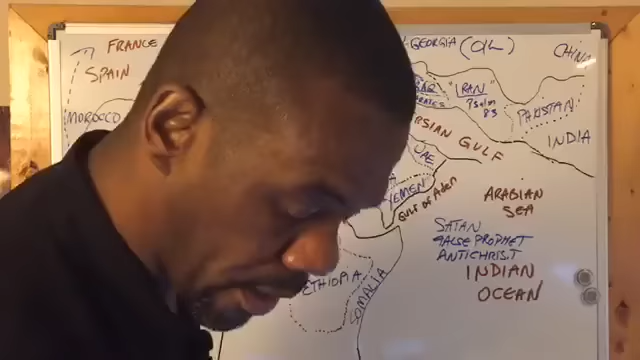 FRANCE
SPAIN
MOROCCO
GEORGIA (OIL)
CHINA
"IRAN"
PSalm
83
PAKISTAN
INDIA
GULF
UAE
YEMEN
GULF OF ADEN
ARABIAN
SEA
SATAN
FALSE PROPHET
ANTICHRIST
INDIAN
OCEAN
ETHIOPIA
SOMALIA